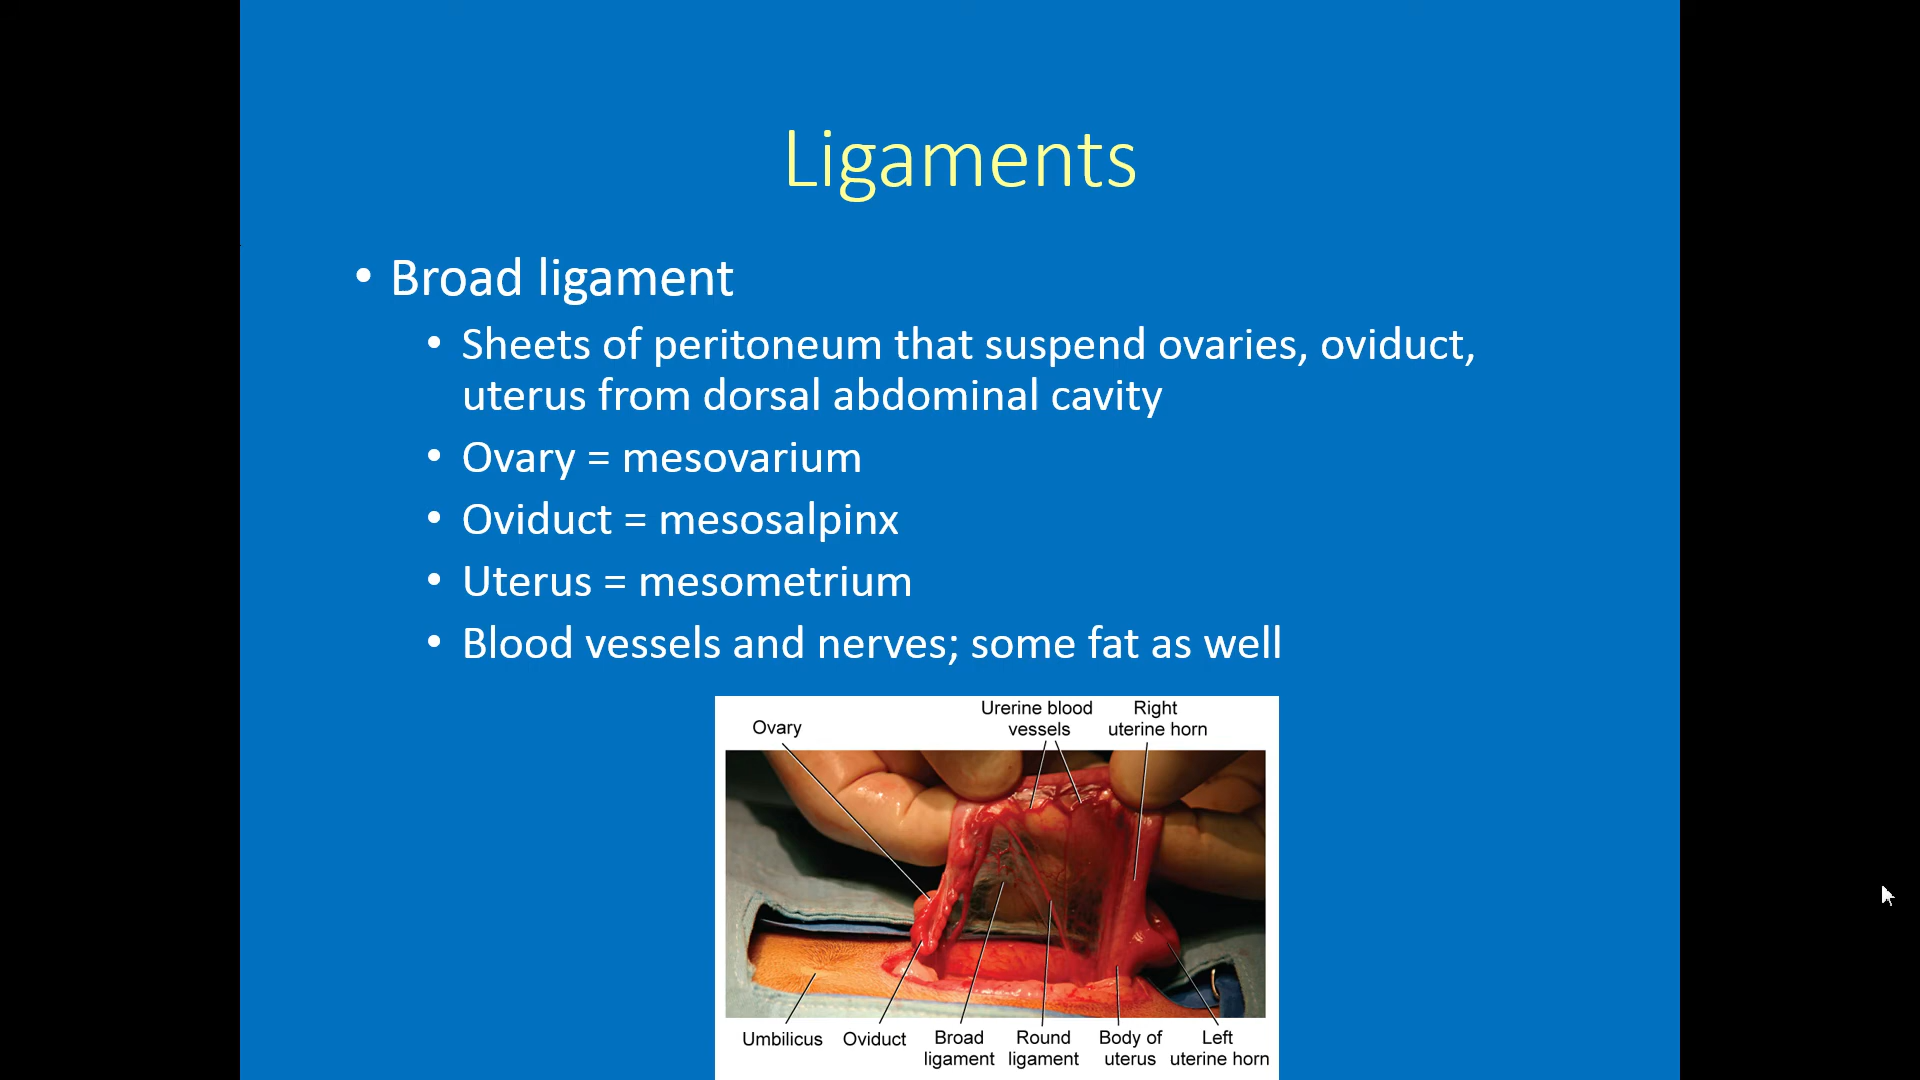 Ligaments
• Broad ligament
• Sheets of peritoneum that suspend ovaries, oviduct,
uterus from dorsal abdominal cavity
• Ovary = mesovarium
• Oviduct = mesosalpinx
• Uterus = mesometrium
• Blood vessels and nerves; some fat as well
Ovary
Urerine blood
vessels
Right
uterine horn
Umbilicus
Oviduct
Broad
ligament
Round
ligament
Body of
uterus
Left
uterine horn